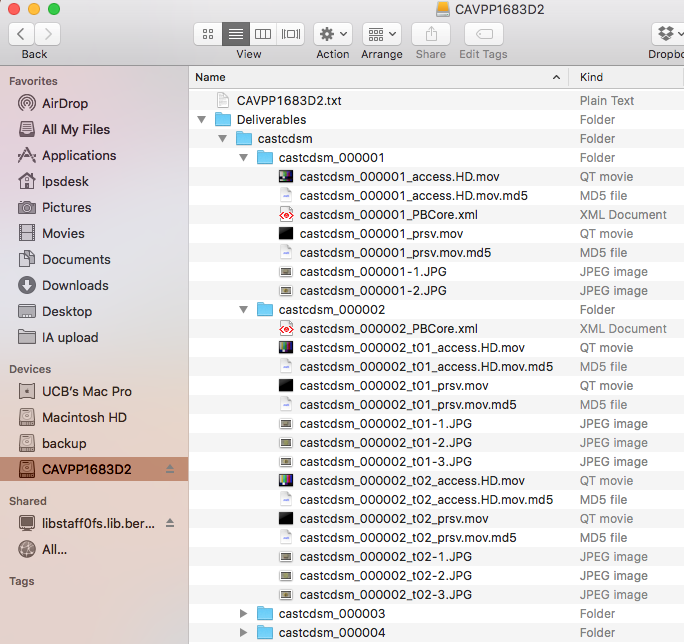 CAVPP1683D2
Back
View
Action
Arrange
Share
Edit Tags
Dropbo
Favorites
AirDrop
All My Files
Applications
lpsdesk
Pictures
Movies
Documents
Downloads
Desktop
IA upload
Devices
UCB's Mac Pro
Macintosh HD
backup
CAVPP1683D2
Shared
libstaff0fs.lib.ber...
All...
Tags
Name Kind
CAVPP1683D2.txt Plain Text
Deliverables Folder
castcdsm Folder
castcdsm_000001 Folder
castcdsm_000001_access.HD.mov QT movie
castcdsm_000001_access.HD.mov.md5 MD5 file
castcdsm_000001_PBCore.xml XML Document
castcdsm_000001_prsv.mov QT movie
castcdsm_000001_prsv.mov.md5 MD5 file
castcdsm_000001-1.JPG JPEG image
castcdsm_000001-2.JPG JPEG image
castcdsm_000002 Folder
castcdsm_000002_PBCore.xml XML Document
castcdsm_000002_t01_access.HD.mov QT movie
castcdsm_000002_t01_access.HD.mov.md5 MD5 file
castcdsm_000002_t01_prsv.mov QT movie
castcdsm_000002_t01_prsv.mov.md5 MD5 file
castcdsm_000002_t01-1.JPG JPEG image
castcdsm_000002_t01-2.JPG JPEG image
castcdsm_000002_t01-3.JPG JPEG image
castcdsm_000002_t02_access.HD.mov QT movie
castcdsm_000002_t02_access.HD.mov.md5 MD5 file
castcdsm_000002_t02_prsv.mov QT movie
castcdsm_000002_t02_prsv.mov.md5 MD5 file
castcdsm_000002_t02-1.JPG JPEG image
castcdsm_000002_t02-2.JPG JPEG image
castcdsm_000002_t02-3.JPG JPEG image
castcdsm_000003 Folder
castcdsm_000004 Folder